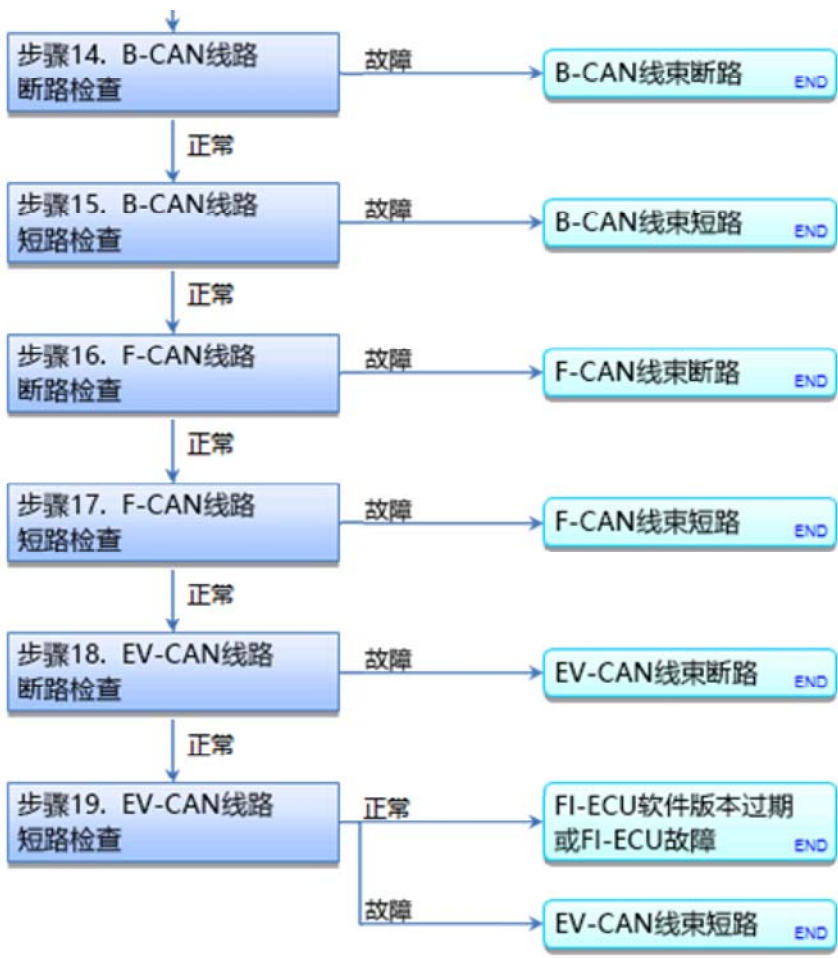 步骤14. B-CAN线路
断路检查
故障
B-CAN线束断路
END
正常
步骤15. B-CAN线路
短路检查
故障
B-CAN线束短路
END
正常
步骤16. F-CAN线路
断路检查
故障
F-CAN线束断路
END
正常
步骤17. F-CAN线路
短路检查
故障
F-CAN线束短路
END
正常
步骤18. EV-CAN线路
断路检查
故障
EV-CAN线束断路
END
正常
步骤19. EV-CAN线路
短路检查
正常
FI-ECU软件版本过期
或FI-ECU故障
END
故障
EV-CAN线束短路
END